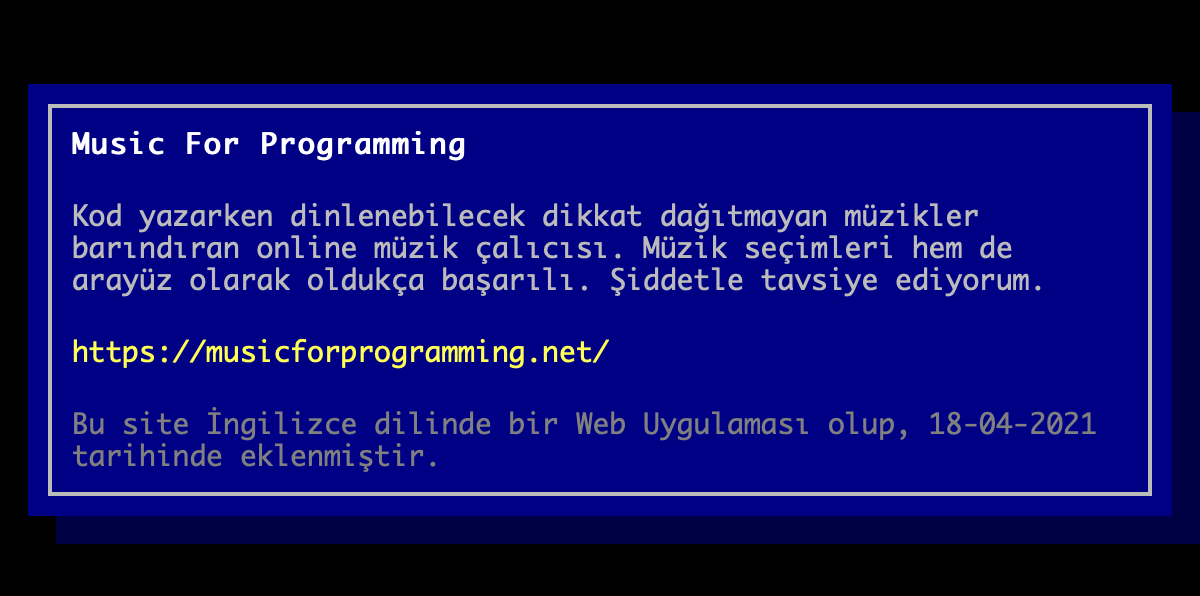 Music For Programming
Kod yazarken dinlenebilecek dikkat dağıtmayan müzikler
barındıran online müzik çalıcısı. Müzik seçimleri hem de
arayüz olarak oldukça başarılı. Şiddetle tavsiye ediyorum.
https://musicforprogramming.net/
Bu site İngilizce dilinde bir Web Uygulaması olup, 18-04-2021
tarihinde eklenmiştir.